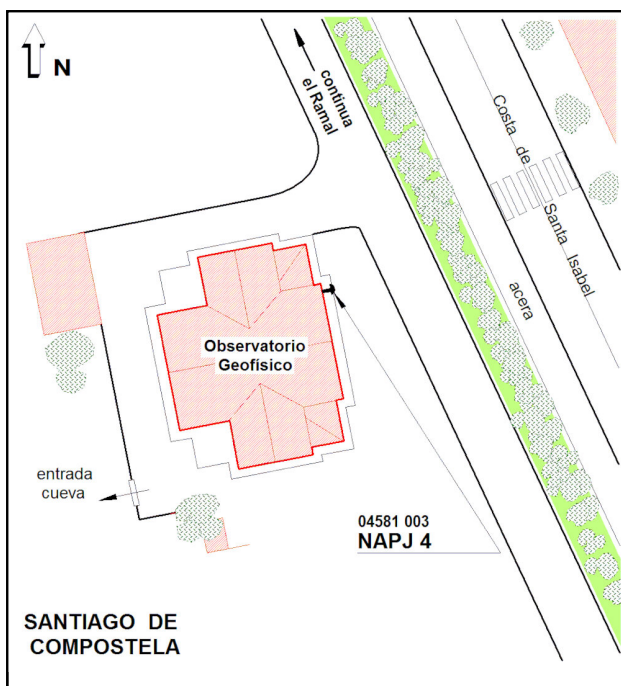 N
continua
el Ramal
Costa de
Santa Isabel
acera
Observatorio
Geofísico
entrada
cueva
04581 003
NAPJ 4
SANTIAGO DE
COMPOSTELA